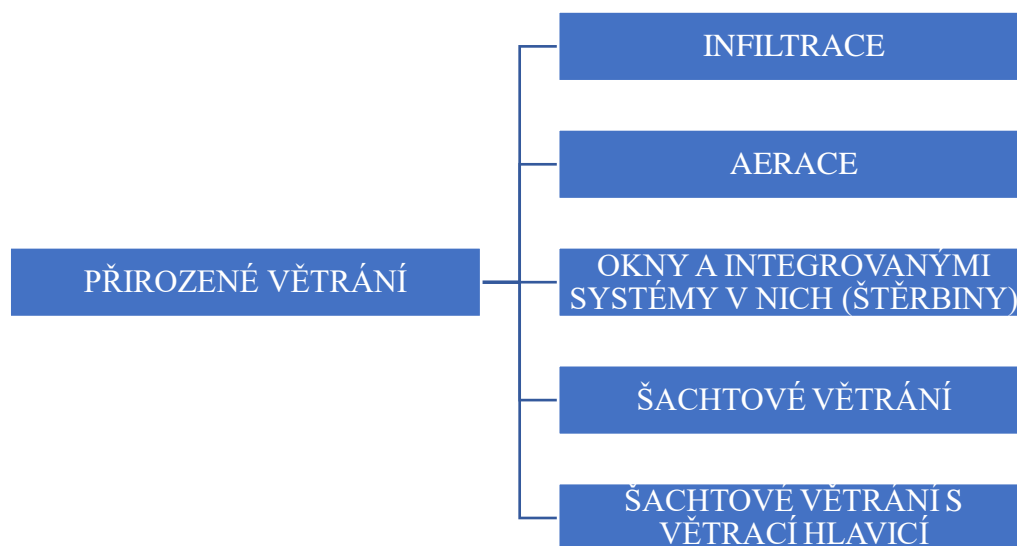 INFILTRACE
AERACE
PŘIROZENÉ VĚTRÁNÍ
OKNY A INTEGROVANÝMI
SYSTÉMY V NICH (ŠTĚRBINY)
ŠACHTOVÉ VĚTRÁNÍ
ŠACHTOVÉ VĚTRÁNÍ S
VĚTRACÍ HLAVICÍ